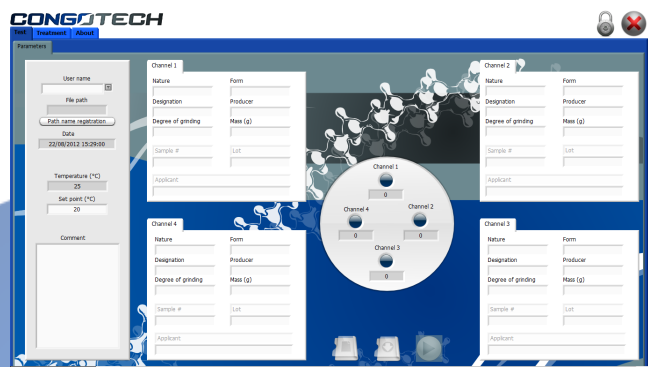 CONGOTECH
Test Treatment About
Parameters
User name
File path
Path name registration
Date
22/08/2012 15:29:00
Temperature (°C)
25
Set point (°C)
20
Comment
Channel 1
Nature Form
Designation Producer
Degree of grinding Mass (g)
Sample # Lot
Applicant
Channel 2
Nature Form
Designation Producer
Degree of grinding Mass (g)
Sample # Lot
Applicant
Channel 1
0
Channel 4 Channel 2
0 0
Channel 3
0
Channel 4
Nature Form
Designation Producer
Degree of grinding Mass (g)
Sample # Lot
Applicant
Channel 3
Nature Form
Designation Producer
Degree of grinding Mass (g)
Sample # Lot
Applicant